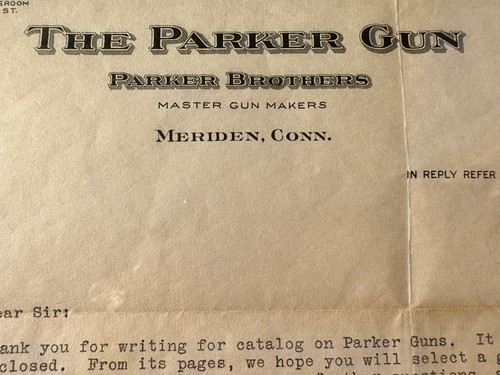 SROOM
ST.
THE PARKER GUN
PARKER BROTHERS
MASTER GUN MAKERS
MERIDEN, CONN.
IN REPLY REFER
ear Sir:
ank you for writing for catalog on Parker Guns. It
closed. From its pages, we hope you will select a g